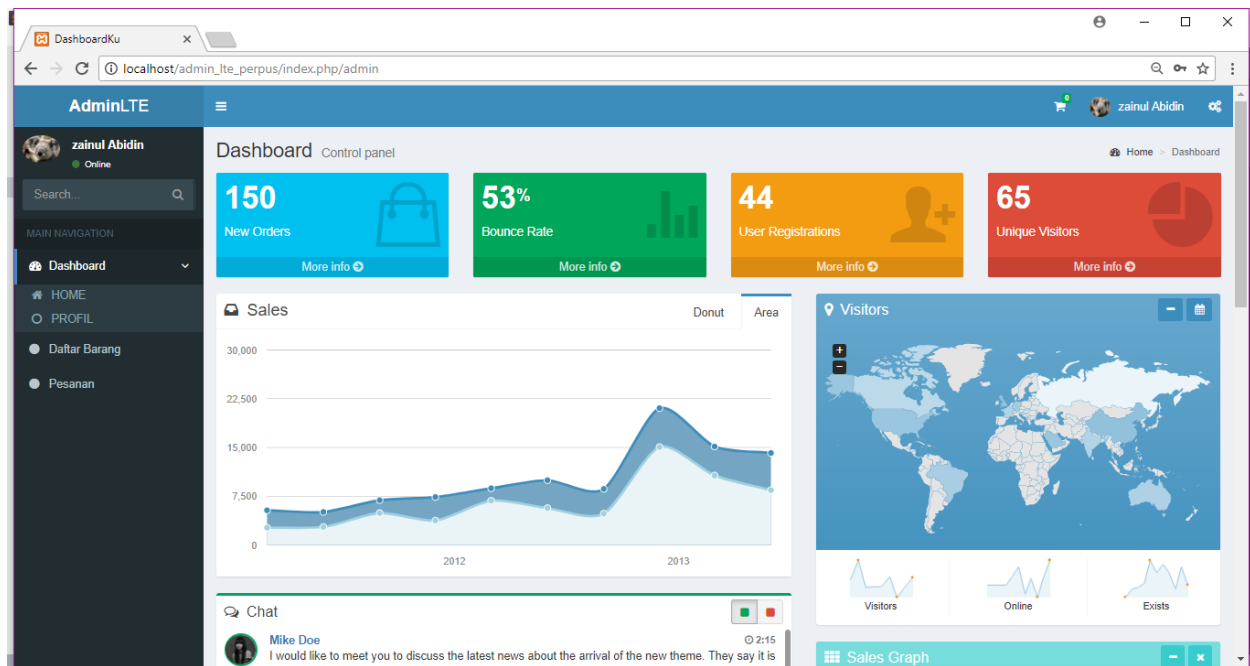 DashboardKu
localhost/admin_lte_perpus/index.php/admin
AdminLTE
0
zainul Abidin
zainul Abidin
Online
Search...
MAIN NAVIGATION
Dashboard
HOME
PROFIL
Daftar Barang
Pesanan
Dashboard Control panel
Home > Dashboard
150
New Orders
More info
53%
Bounce Rate
More info
44
User Registrations
More info
65
Unique Visitors
More info
Sales
Donut
Area
30,000
22,500
15,000
7,500
0
2012
2013
Visitors
+
−
Visitors
Online
Exists
Chat
Mike Doe
2:15
I would like to meet you to discuss the latest news about the arrival of the new theme. They say it is
Sales Graph